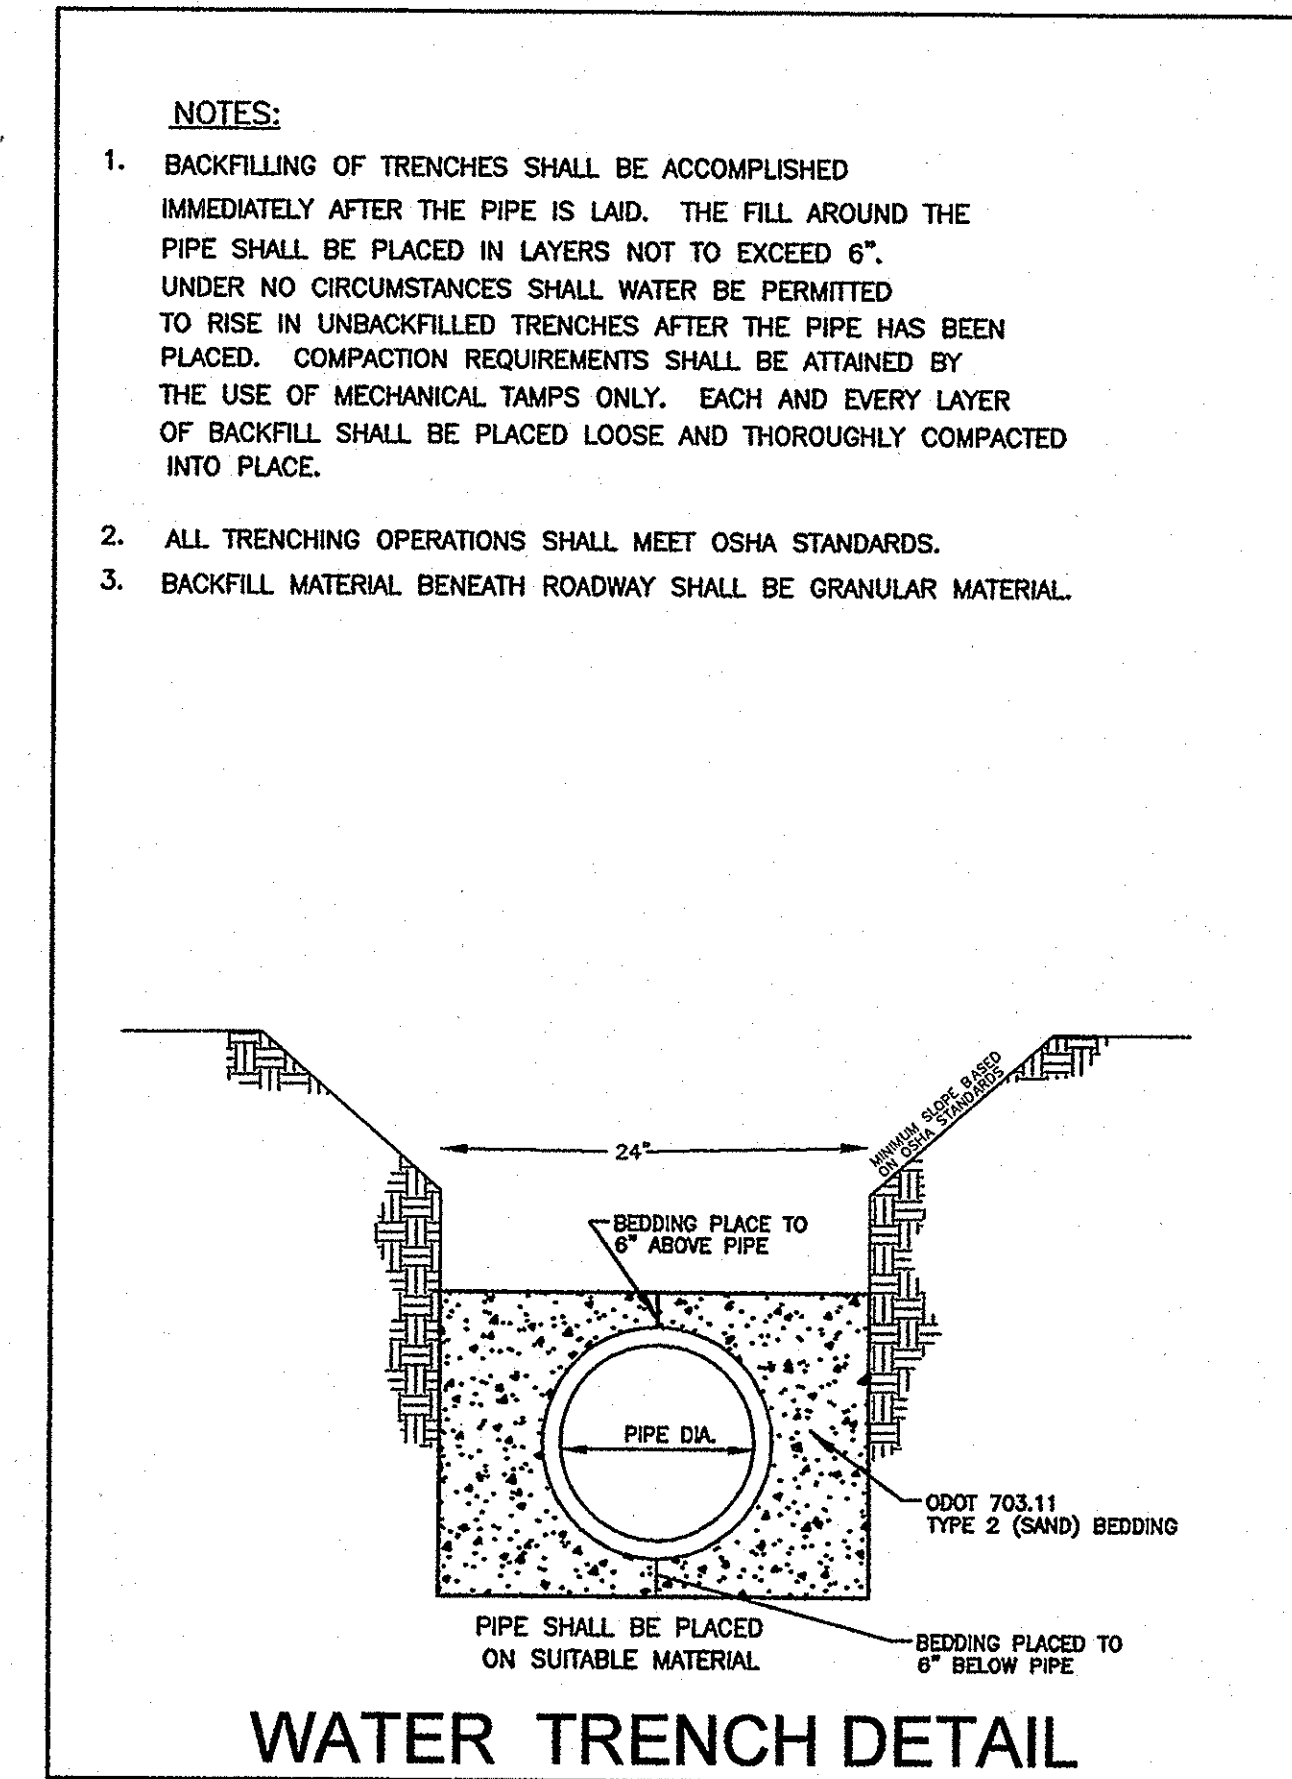 NOTES:
1. BACKFILLING OF TRENCHES SHALL BE ACCOMPLISHED
IMMEDIATELY AFTER THE PIPE IS LAID. THE FILL AROUND THE
PIPE SHALL BE PLACED IN LAYERS NOT TO EXCEED 6".
UNDER NO CIRCUMSTANCES SHALL WATER BE PERMITTED
TO RISE IN UNBACKFILLED TRENCHES AFTER THE PIPE HAS BEEN
PLACED. COMPACTION REQUIREMENTS SHALL BE ATTAINED BY
THE USE OF MECHANICAL TAMPS ONLY. EACH AND EVERY LAYER
OF BACKFILL SHALL BE PLACED LOOSE AND THOROUGHLY COMPACTED
INTO PLACE.
2. ALL TRENCHING OPERATIONS SHALL MEET OSHA STANDARDS.
3. BACKFILL MATERIAL BENEATH ROADWAY SHALL BE GRANULAR MATERIAL.
MINIMUM SLOPE BASED
ON OSHA STANDARDS
24"
BEDDING PLACE TO
6" ABOVE PIPE
PIPE DIA.
ODOT 703.11
TYPE 2 (SAND) BEDDING
PIPE SHALL BE PLACED
ON SUITABLE MATERIAL
BEDDING PLACED TO
6" BELOW PIPE
WATER TRENCH DETAIL